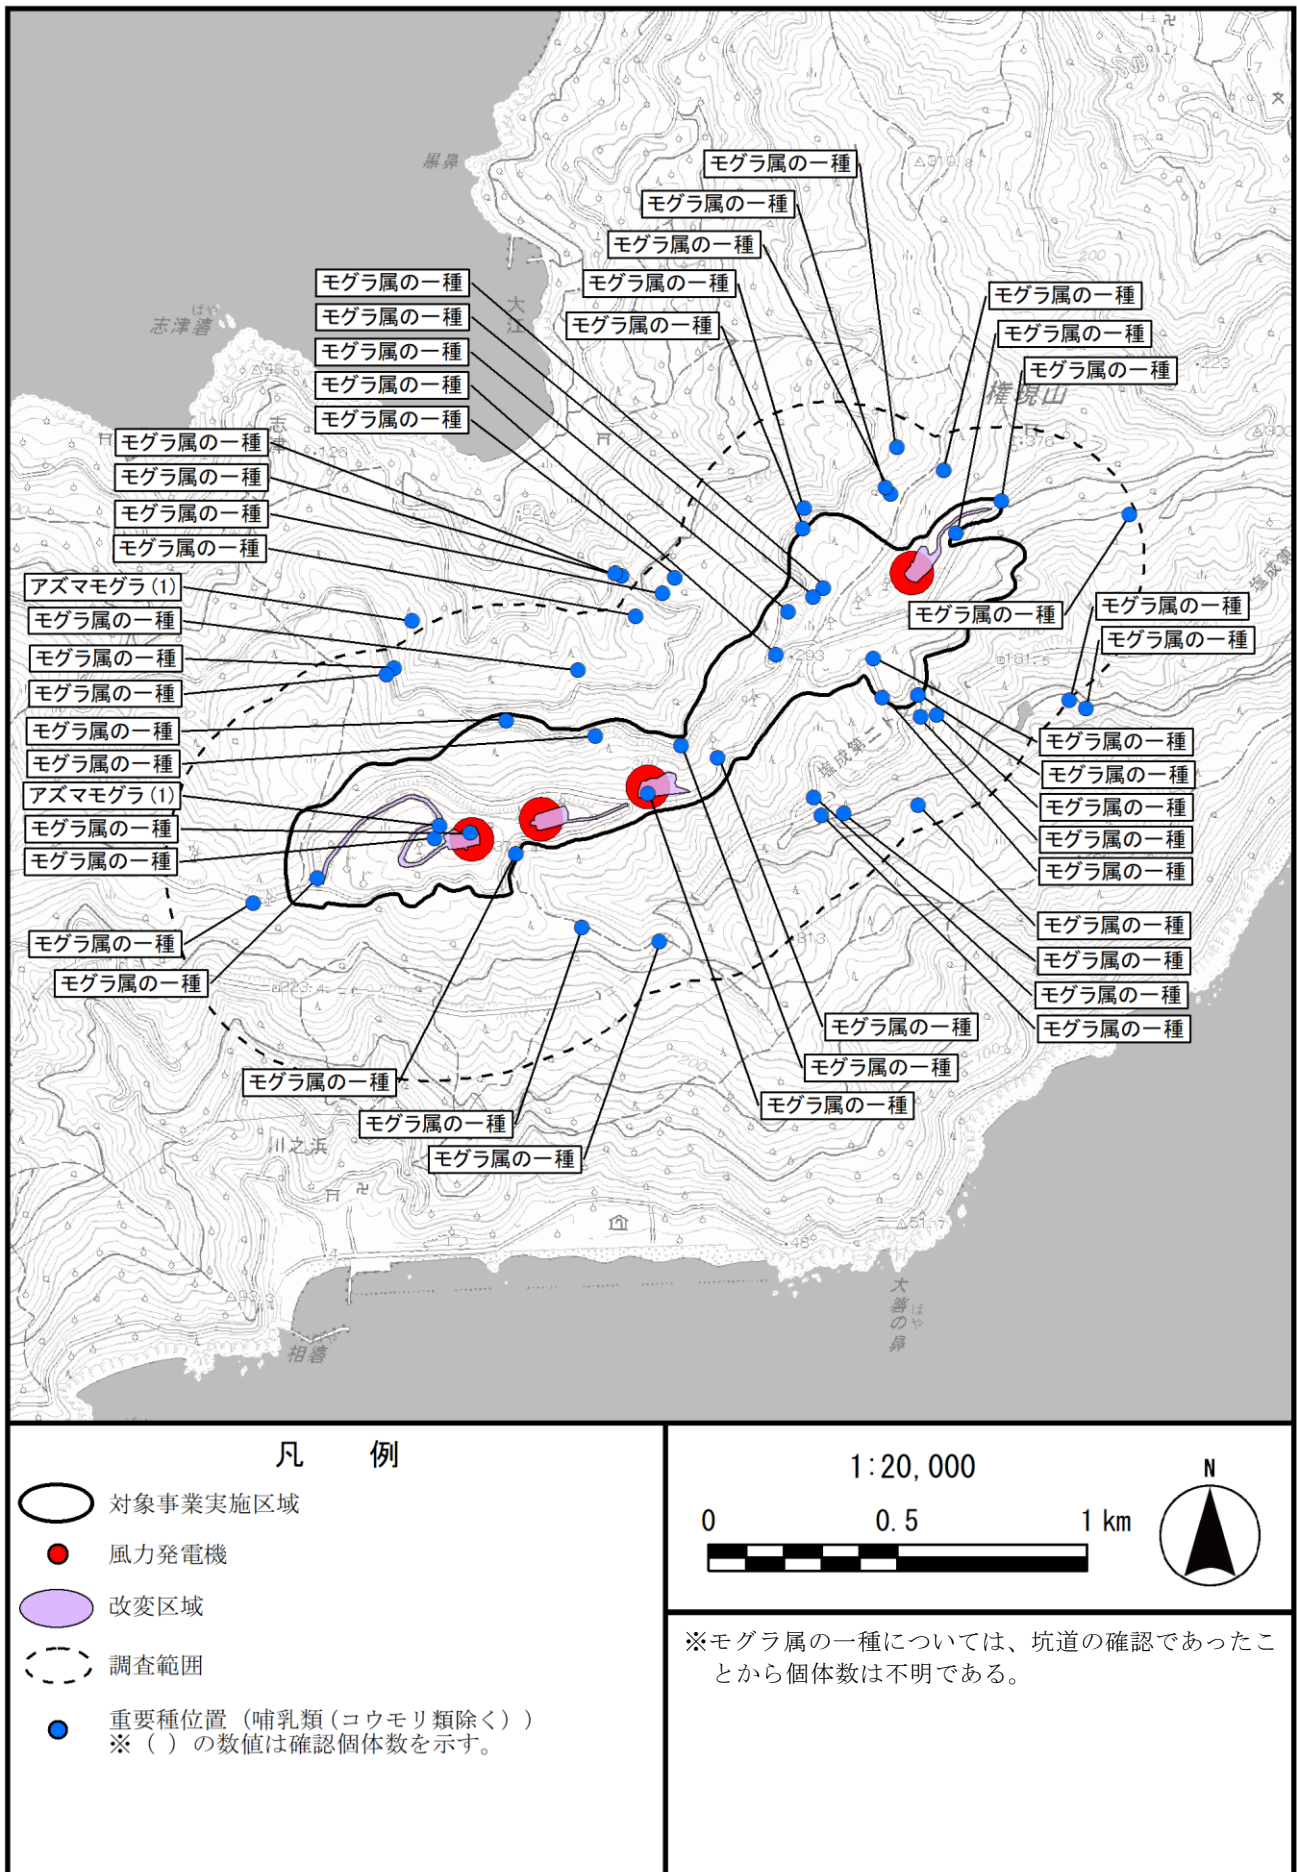 黒鼻
モグラ属の一種
モグラ属の一種
モグラ属の一種
モグラ属の一種
モグラ属の一種
モグラ属の一種
モグラ属の一種
モグラ属の一種
モグラ属の一種
モグラ属の一種
モグラ属の一種
モグラ属の一種
モグラ属の一種
大江
志津
権現山
200
223
376
126
52
150
モグラ属の一種
モグラ属の一種
モグラ属の一種
モグラ属の一種
アズマモグラ(1)
モグラ属の一種
モグラ属の一種
モグラ属の一種
モグラ属の一種
モグラ属の一種
アズマモグラ(1)
モグラ属の一種
モグラ属の一種
モグラ属の一種
モグラ属の一種
モグラ属の一種
モグラ属の一種
モグラ属の一種
293
181.5
モグラ属の一種
モグラ属の一種
モグラ属の一種
モグラ属の一種
モグラ属の一種
モグラ属の一種
モグラ属の一種
モグラ属の一種
モグラ属の一種
223.4
200
モグラ属の一種
モグラ属の一種
モグラ属の一種
モグラ属の一種
モグラ属の一種
モグラ属の一種
川之浜
48
51.7
93.3
凡 例
対象事業実施区域
風力発電機
改変区域
調査範囲
重要種位置（哺乳類(コウモリ類除く)）
※（ ）の数値は確認個体数を示す。
1:20,000
0 0.5 1 km
N
※モグラ属の一種については、坑道の確認であったこ
とから個体数は不明である。